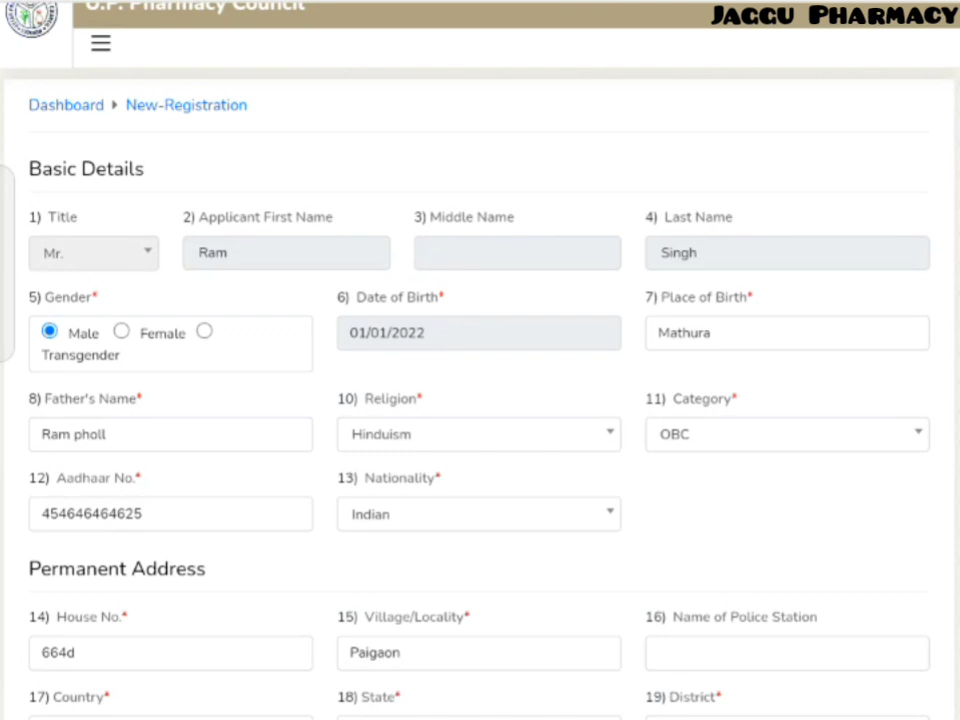 U.P. Pharmacy Council
JAGGU PHARMACY
Dashboard New-Registration
Basic Details
1) Title 2) Applicant First Name 3) Middle Name 4) Last Name
Mr. Ram Singh
5) Gender* 6) Date of Birth* 7) Place of Birth*
Male Female
Transgender
01/01/2022 Mathura
8) Father's Name* 10) Religion* 11) Category*
Ram pholl Hinduism OBC
12) Aadhaar No.* 13) Nationality*
454646464625 Indian
Permanent Address
14) House No.* 15) Village/Locality* 16) Name of Police Station
664d Paigaon
17) Country* 18) State* 19) District*